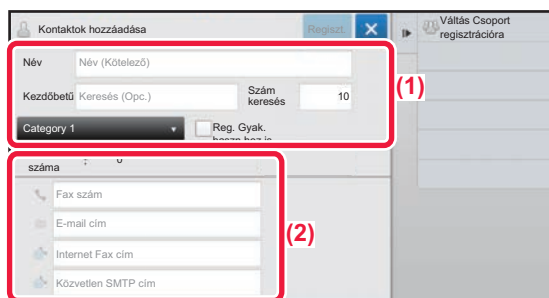 Kontaktok hozzáadása
Regiszt.
Váltás Csoport
regisztrációra
Név
Név (Kötelező)
(1)
Kezdőbetű
Keresés (Opc.)
Szám
keresés
10
Category 1
Reg. Gyak.
száma
Fax szám
E-mail cím
(2)
Internet Fax cím
Közvetlen SMTP cím